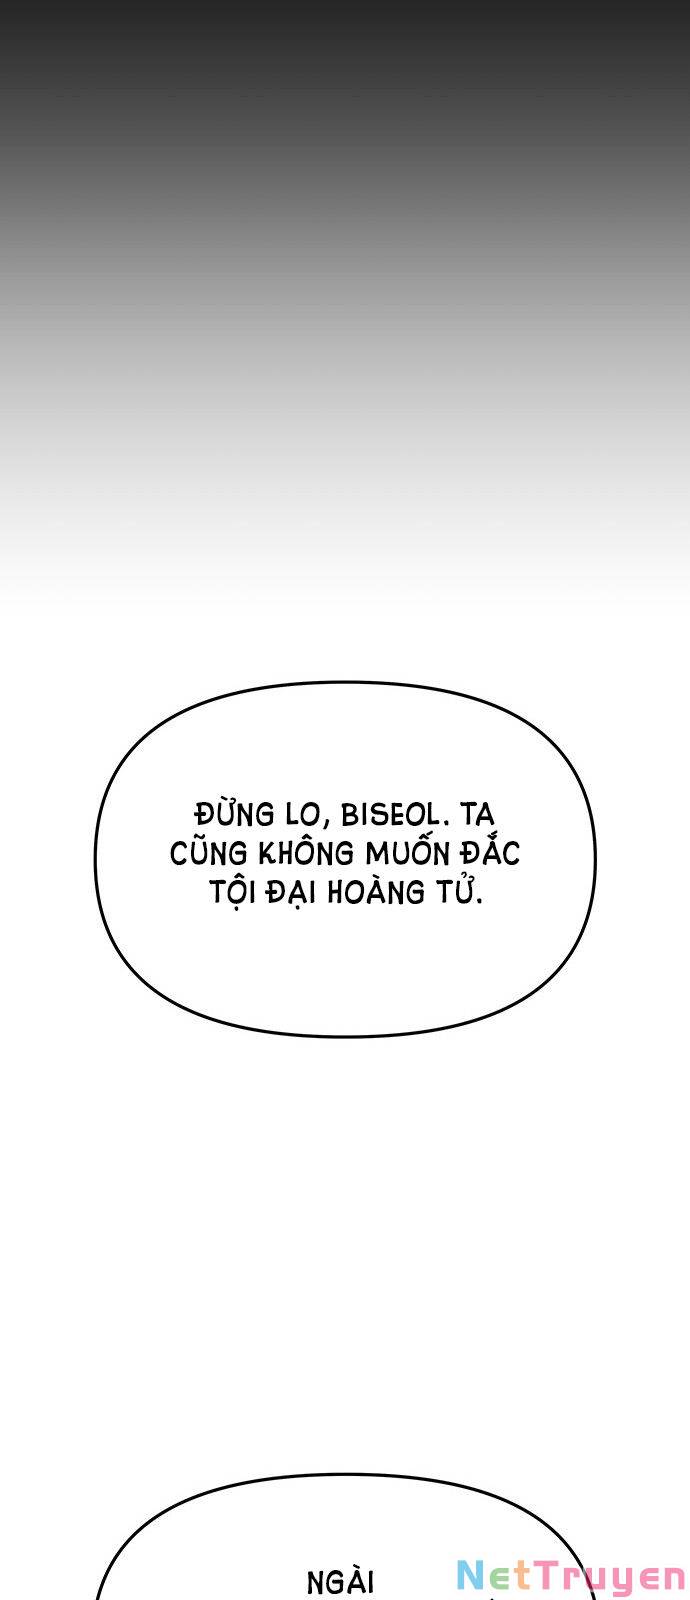 ĐỪNG LO, BISEOL. TA
CŨNG KHÔNG MUỐN ĐẮC
TỘI ĐẠI HOÀNG TỬ.
NGÀI
NetTruyen